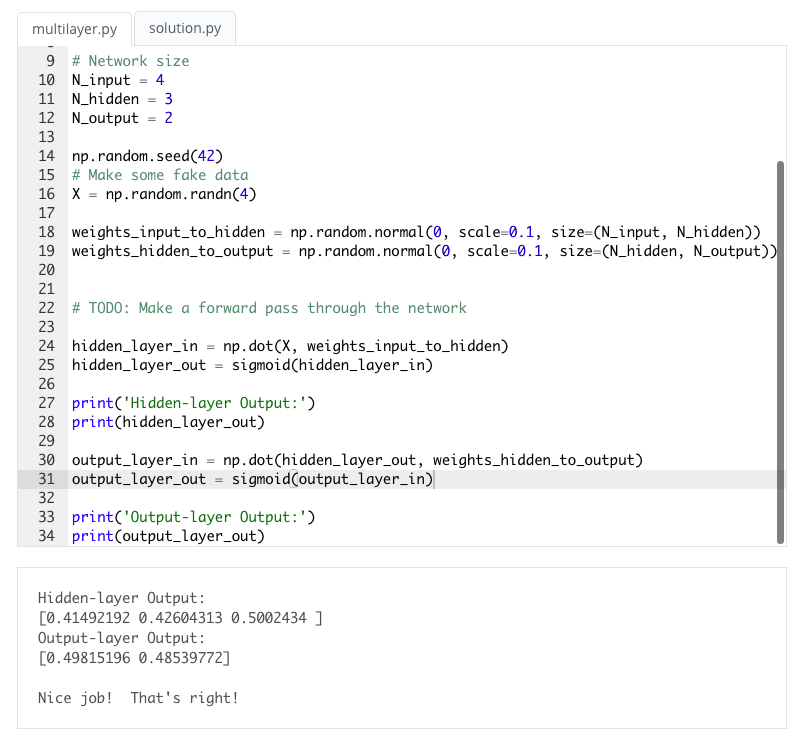 multilayer.py
solution.py
9 # Network size
10 N_input = 4
11 N_hidden = 3
12 N_output = 2
13
14 np.random.seed(42)
15 # Make some fake data
16 X = np.random.randn(4)
17
18 weights_input_to_hidden = np.random.normal(0, scale=0.1, size=(N_input, N_hidden))
19 weights_hidden_to_output = np.random.normal(0, scale=0.1, size=(N_hidden, N_output))
20
21
22 # TODO: Make a forward pass through the network
23
24 hidden_layer_in = np.dot(X, weights_input_to_hidden)
25 hidden_layer_out = sigmoid(hidden_layer_in)
26
27 print('Hidden-layer Output:')
28 print(hidden_layer_out)
29
30 output_layer_in = np.dot(hidden_layer_out, weights_hidden_to_output)
31 output_layer_out = sigmoid(output_layer_in)
32
33 print('Output-layer Output:')
34 print(output_layer_out)
Hidden-layer Output:
[0.41492192 0.42604313 0.5002434 ]
Output-layer Output:
[0.49815196 0.48539772]
Nice job!  That's right!